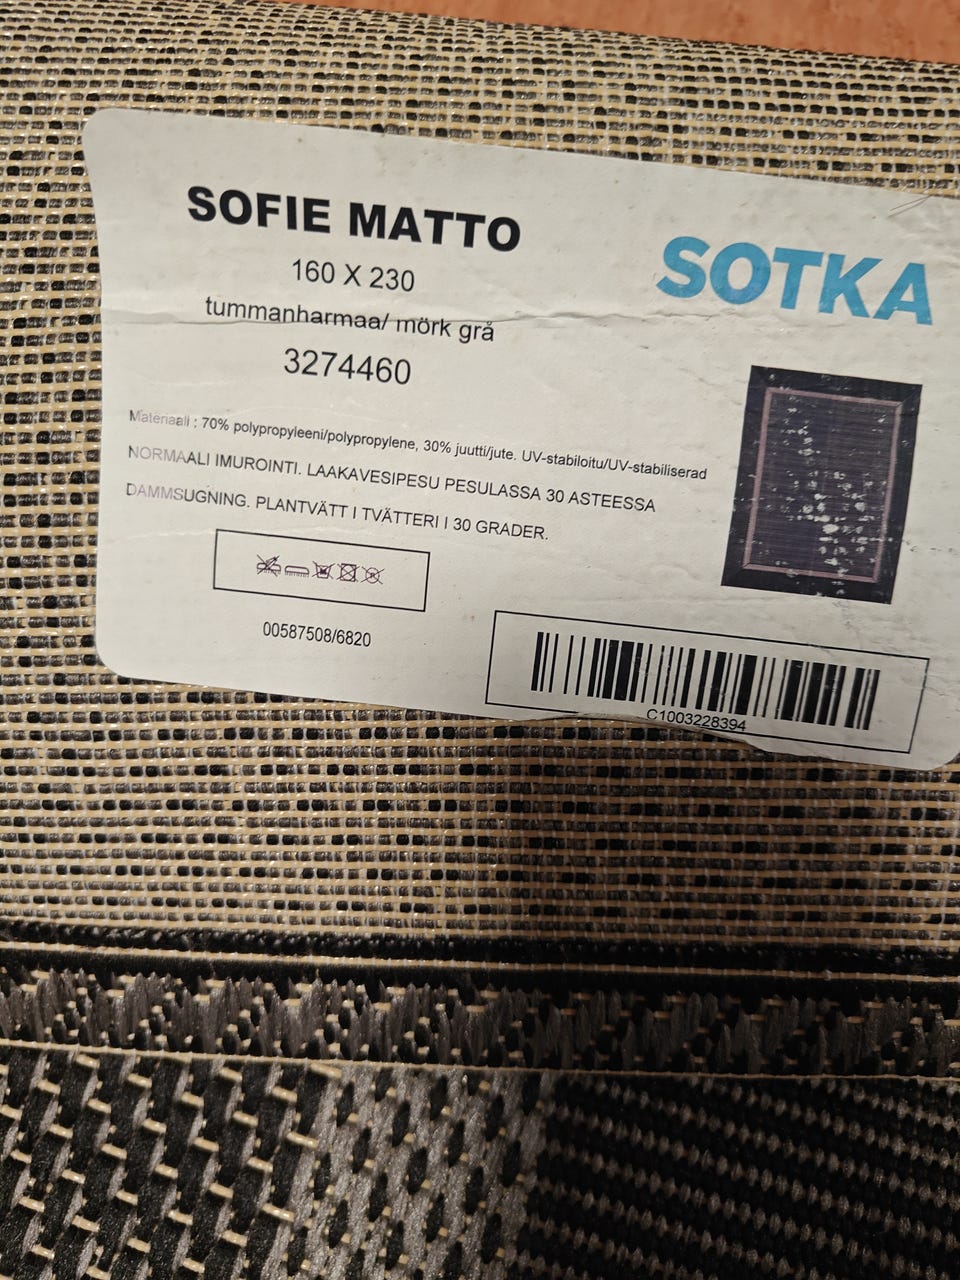 SOFIE MATTO
SOTKA
160 X 230
tummanharmaa/ mörk grå
3274460
Materiaali : 70% polypropyleeni/polypropylene, 30% juutti/jute. UV-stabiloitu/UV-stabiliserad
NORMAALI IMUROINTI. LAAKAVESIPESU PESULASSA 30 ASTEESSA
DAMMSUGNING. PLANTVÄTT I TVÄTTERI I 30 GRADER.
00587508/6820
C1003228394